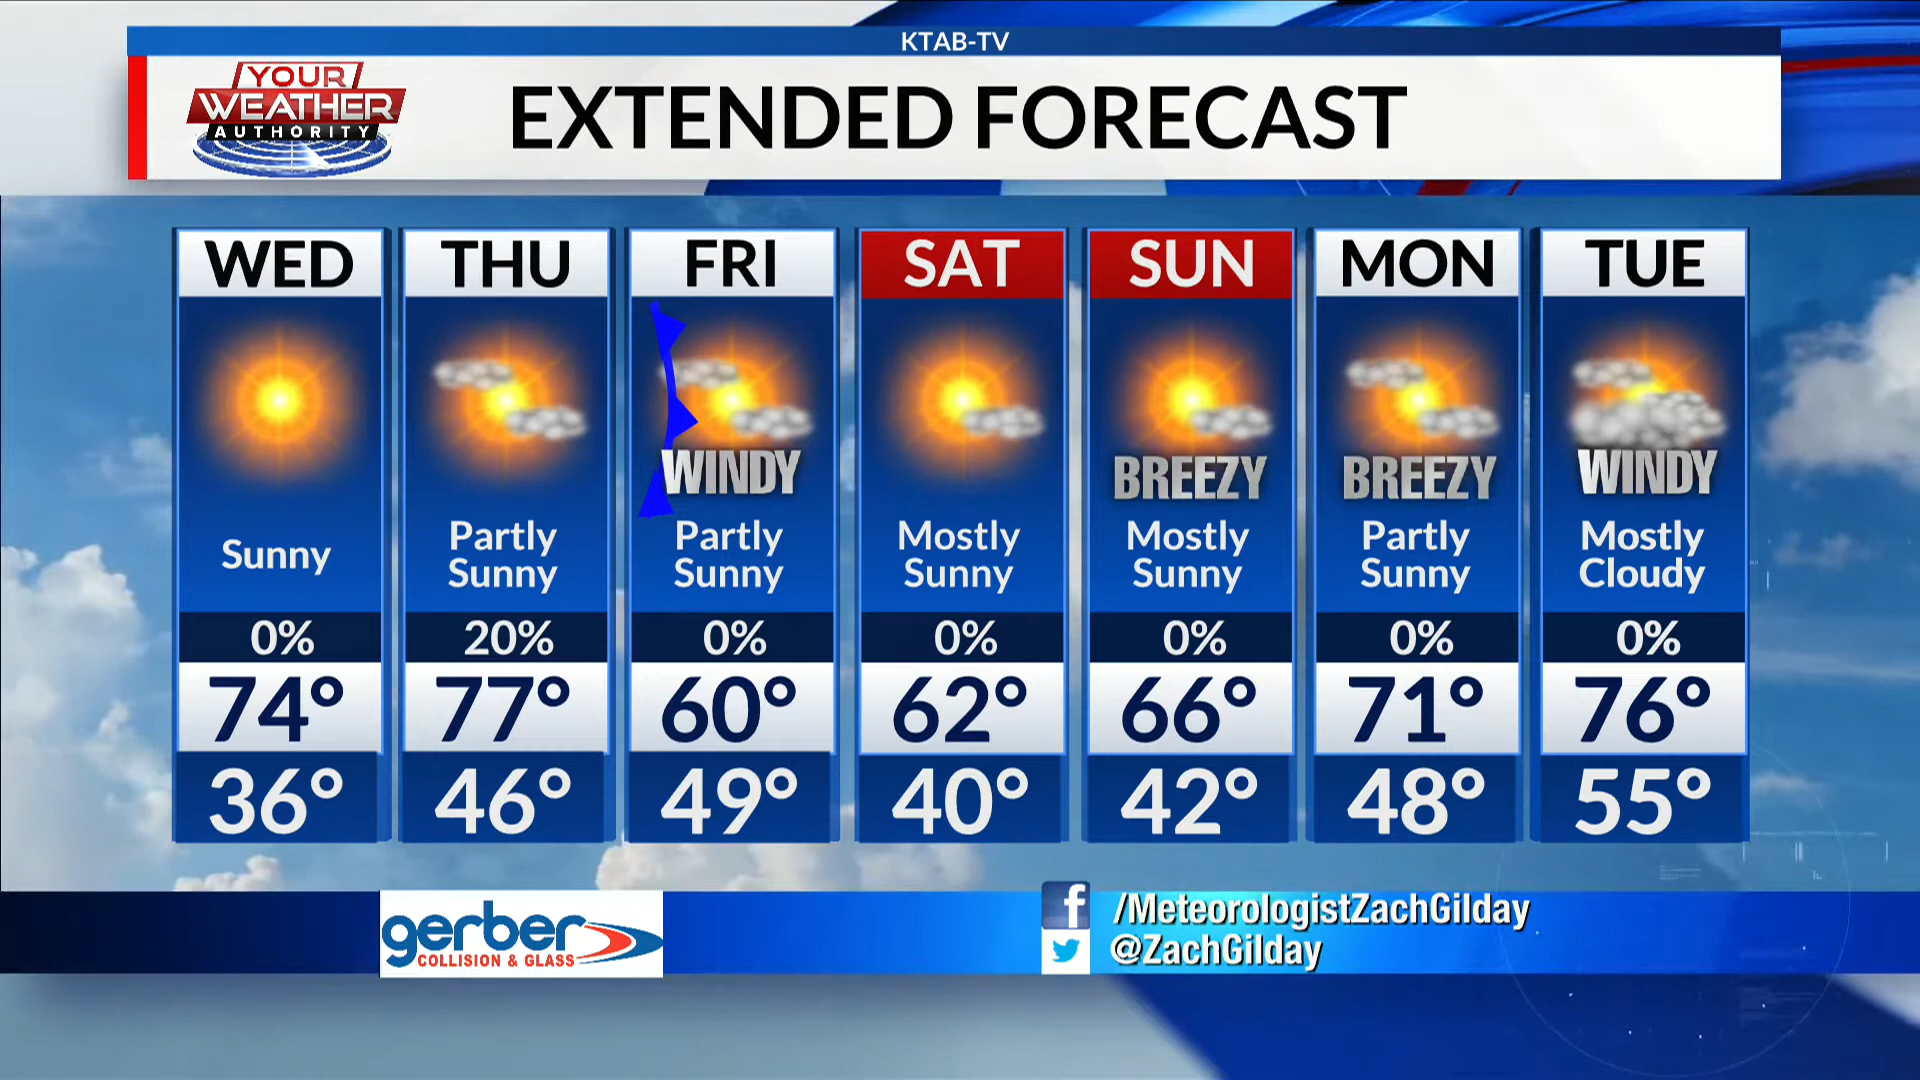 KTAB-TV
YOUR
WEATHER
AUTHORITY
EXTENDED FORECAST
WED
THU
FRI
SAT
SUN
MON
TUE
WINDY
BREEZY
BREEZY
WINDY
Sunny
Partly
Sunny
Partly
Sunny
Mostly
Sunny
Mostly
Sunny
Partly
Sunny
Mostly
Cloudy
0%
20%
0%
0%
0%
0%
0%
74°
77°
60°
62°
66°
71°
76°
36°
46°
49°
40°
42°
48°
55°
gerber
COLLISION & GLASS
f
/MeteorologistZachGilday
@ZachGilday